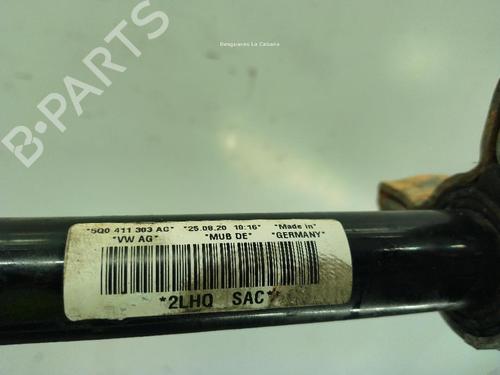 Desguaces La Cabaña
B-PARTS
*5Q0 411 303 AC* *25.08.20 10:16* *Made in*
*VW AG* *MUB DE* *GERMANY*
*2LHQ SAC*